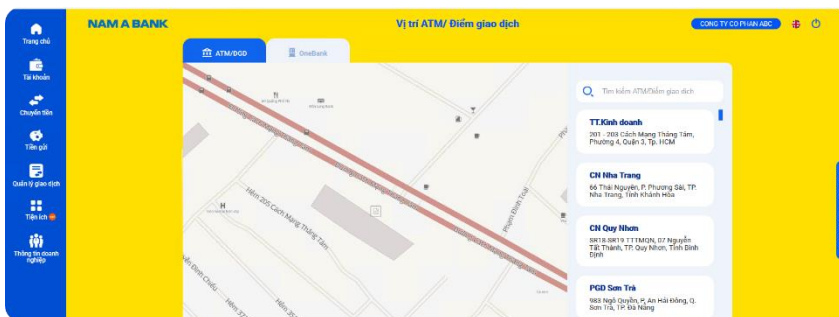 NAM A BANK
Vị trí ATM/ Điểm giao dịch
CONG TY CO PHAN ABC
Trang chủ
Tài khoản
Chuyển tiền
Tiền gửi
Quản lý giao dịch
Tiện ích
Thông tin doanh
nghiệp
ATM/ĐGD
OneBank
Tìm kiếm ATM/Điểm giao dịch
TT.Kinh doanh
201 - 203 Cách Mạng Tháng Tám,
Phường 4, Quận 3, Tp. HCM
CN Nha Trang
66 Thái Nguyên, P. Phương Sài, TP.
Nha Trang, Tỉnh Khánh Hòa
CN Quy Nhơn
SR18-SR19 TTTMQN, 07 Nguyễn
Tất Thành, TP. Quy Nhơn, Tỉnh Bình
Định
PGD Sơn Trà
983 Ngô Quyền, P. An Hải Đông, Q.
Sơn Trà, TP. Đà Nẵng
Hẻm 205 Cách Mạng Tháng Tám
Phạm Đình Toái
H